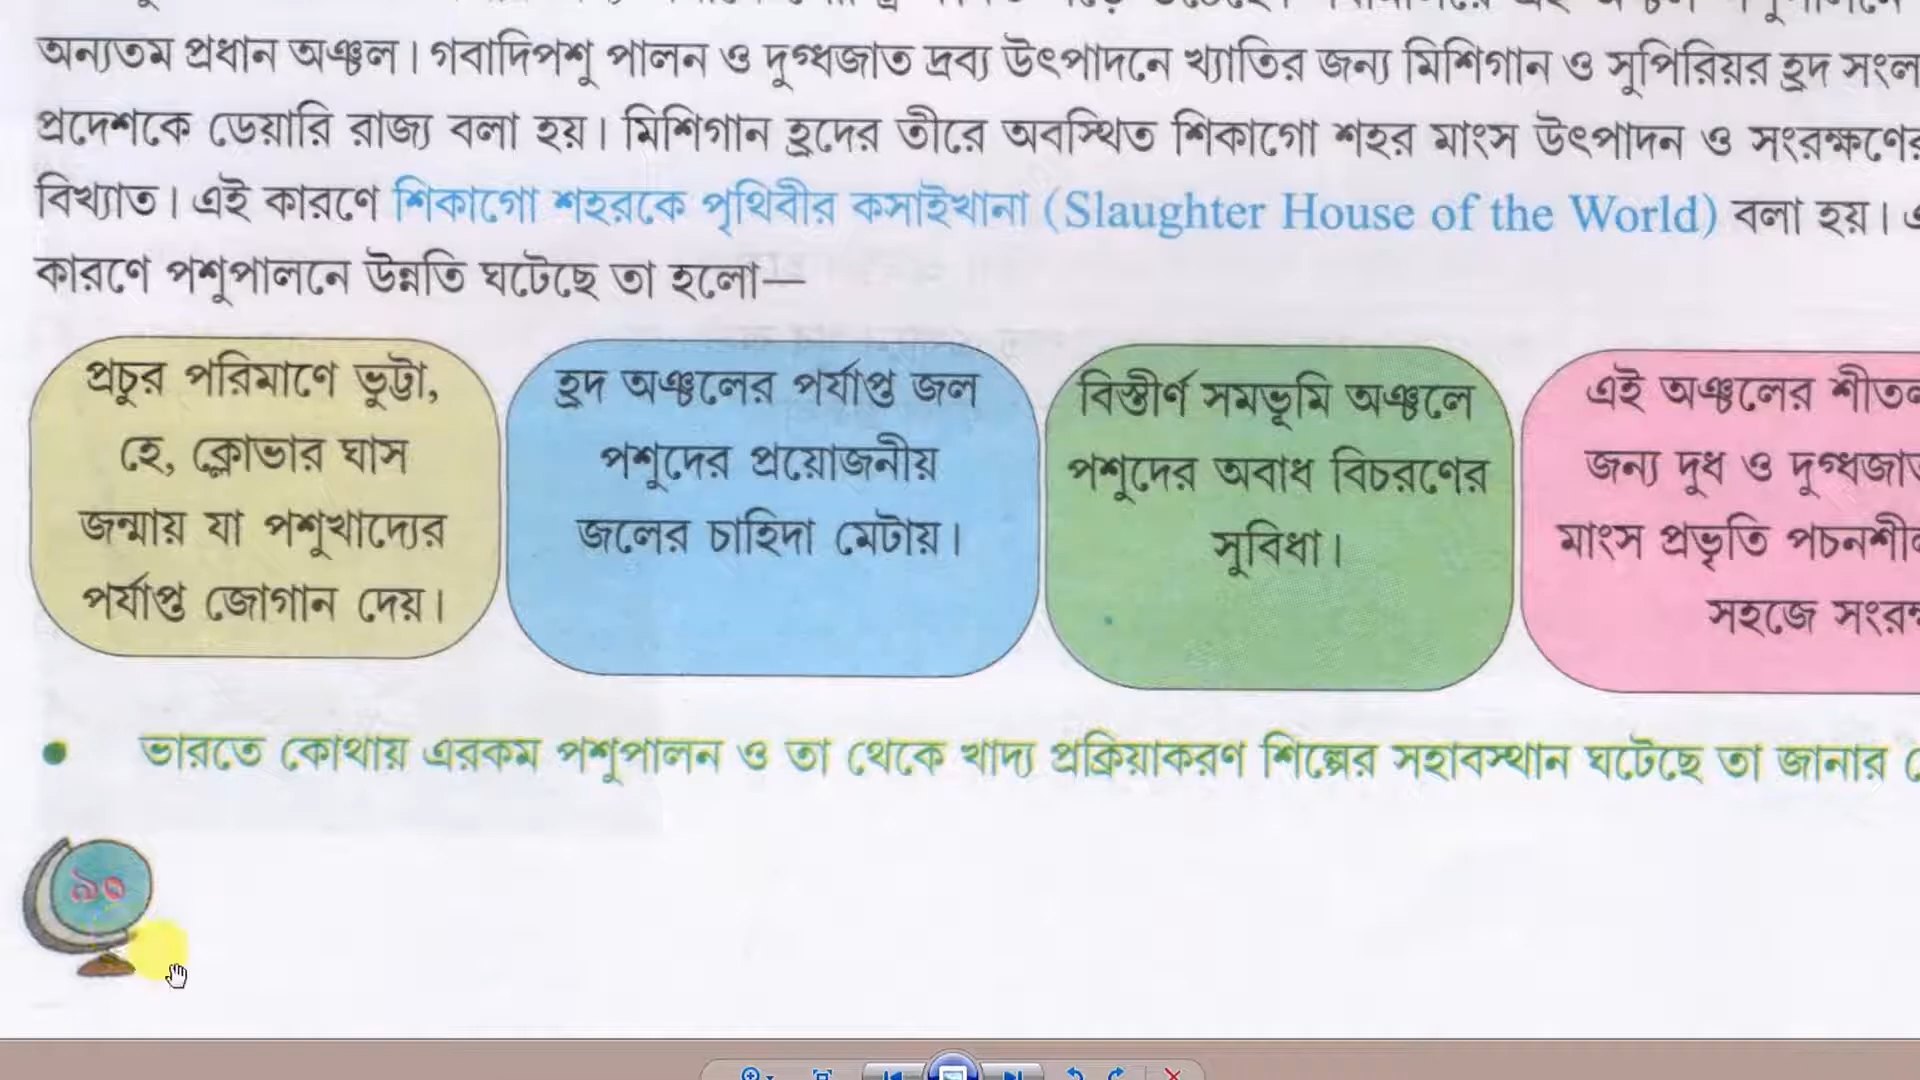 অন্যতম প্রধান অঞ্চল। গবাদিপশু পালন ও দুগ্ধজাত দ্রব্য উৎপাদনে খ্যাতির জন্য মিশিগান ও সুপিরিয়র হ্রদ
প্রদেশকে ডেয়ারি রাজ্য বলা হয়। মিশিগান হ্রদের তীরে অবস্থিত শিকাগো শহর মাংস উৎপাদন ও সংরক্ষণের
বিখ্যাত। এই কারণে শিকাগো শহরকে পৃথিবীর কসাইখানা (Slaughter House of the World) বলা হয়।
কারণে পশুপালনে উন্নতি ঘটেছে তা হলো—
প্রচুর পরিমাণে ভুট্টা,
হে, ক্লোভার ঘাস
জন্মায় যা পশুখাদ্যের
পর্যাপ্ত জোগান দেয়।
হ্রদ অঞ্চলের পর্যাপ্ত জল
পশুদের প্রয়োজনীয়
জলের চাহিদা মেটায়।
বিস্তীর্ণ সমভূমি অঞ্চলে
পশুদের অবাধ বিচরণের
সুবিধা।
এই অঞ্চলের
জন্য দুধ ও
মাংস প্রভৃতি
সহজে
• ভারতে কোথায় এরকম পশুপালন ও তা থেকে খাদ্য প্রক্রিয়াকরণ শিল্পের সহাবস্থান ঘটেছে তা জানার
৯০